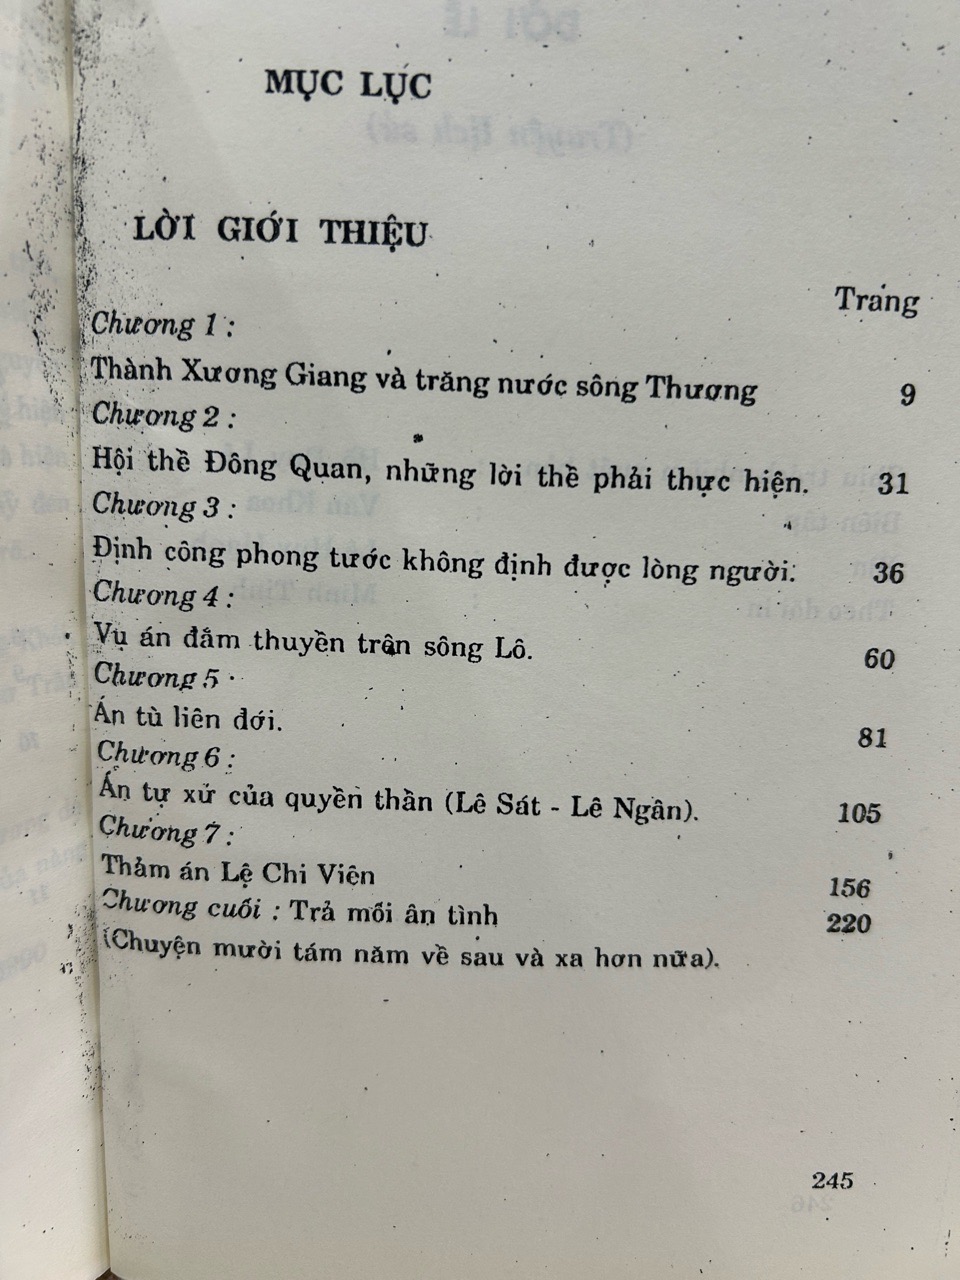 MỤC LỤC
LỜI GIỚI THIỆU
Trang
Chương 1 :
Thành Xương Giang và trăng nước sông Thương 9
Chương 2 :
Hội thề Đông Quan, những lời thề phải thực hiện. 31
Chương 3 :
Định công phong tước không định được lòng người. 36
Chương 4 :
Vụ án đắm thuyền trên sông Lô. 60
Chương 5 .
Án tù liên đới. 81
Chương 6 :
Án tự xử của quyền thần (Lê Sát - Lê Ngân). 105
Chương 7 :
Thảm án Lệ Chi Viên 156
Chương cuối : Trả mối ân tình 220
(Chuyện mười tám năm về sau và xa hơn nữa).
245